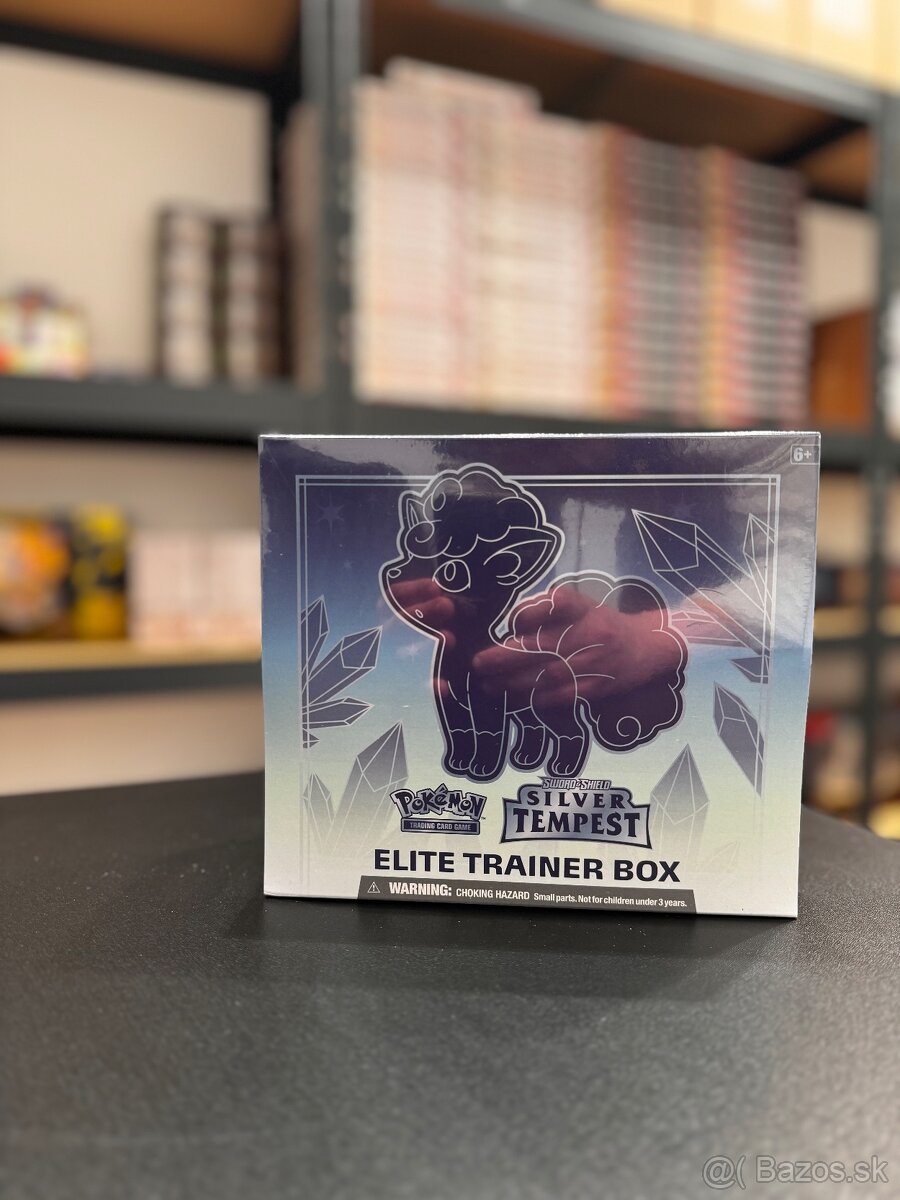 6+
POKéMON
TRADING CARD GAME
SWORD & SHIELD
SILVER
TEMPEST
ELITE TRAINER BOX
⚠ WARNING: CHOKING HAZARD Small parts. Not for children under 3 years.
@( Bazos.sk